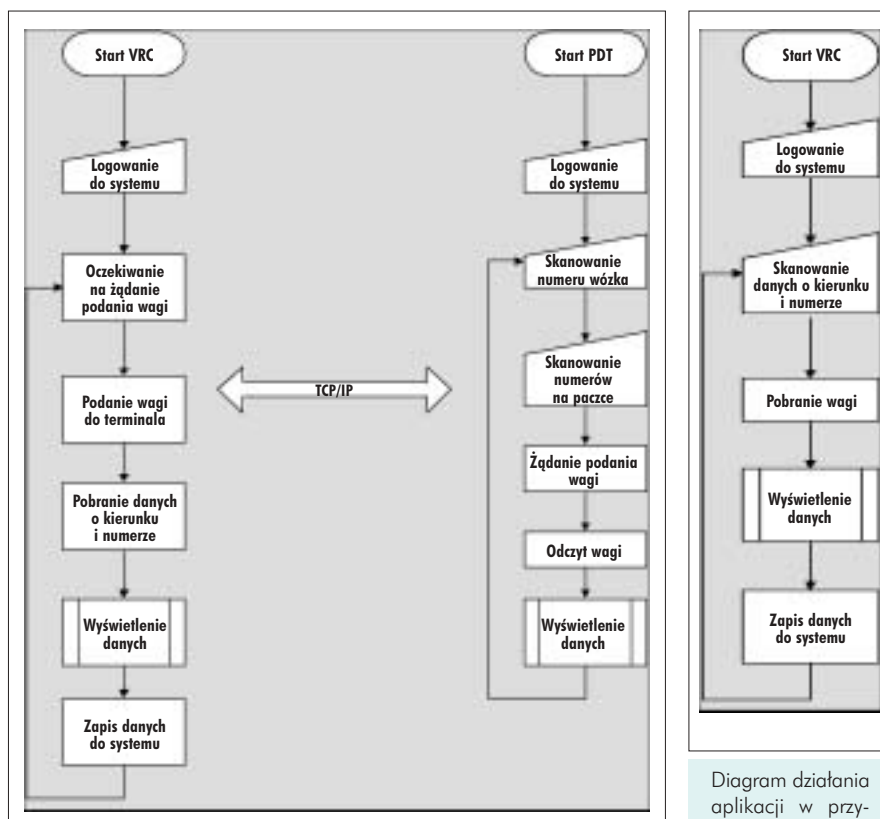 Start VRC
Logowanie
do systemu
Oczekiwanie
na żądanie
podania wagi
Podanie wagi
do terminala
Pobranie danych
o kierunku
i numerze
Wyświetlenie
danych
Zapis danych
do systemu
TCP/IP
Start PDT
Logowanie
do systemu
Skanowanie
numeru wózka
Skanowanie
numerów
na paczce
Żądanie podania
wagi
Odczyt wagi
Wyświetlenie
danych
Start VRC
Logowanie
do systemu
Skanowanie
danych o kierunku
i numerze
Pobranie wagi
Wyświetlenie
danych
Zapis danych
do systemu
Diagram działania
aplikacji w przy-